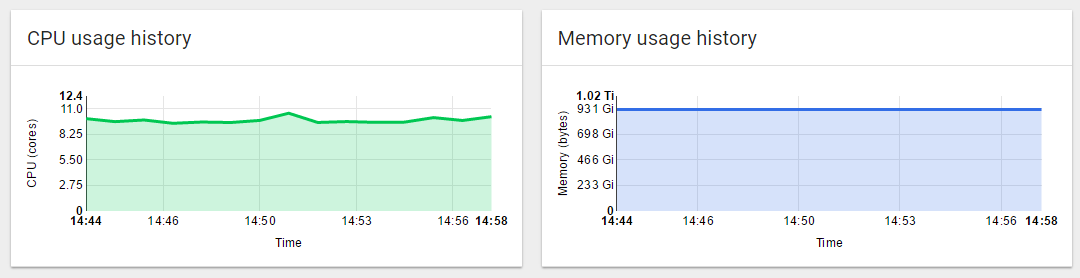 CPU usage history
12.4
11.0
8.25
5.50
2.75
0
CPU (cores)
14:44
14:46
14:50
14:53
14:56
14:58
Time
Memory usage history
1.02 Ti
931 Gi
698 Gi
466 Gi
233 Gi
0
Memory (bytes)
14:44
14:46
14:50
14:53
14:56
14:58
Time